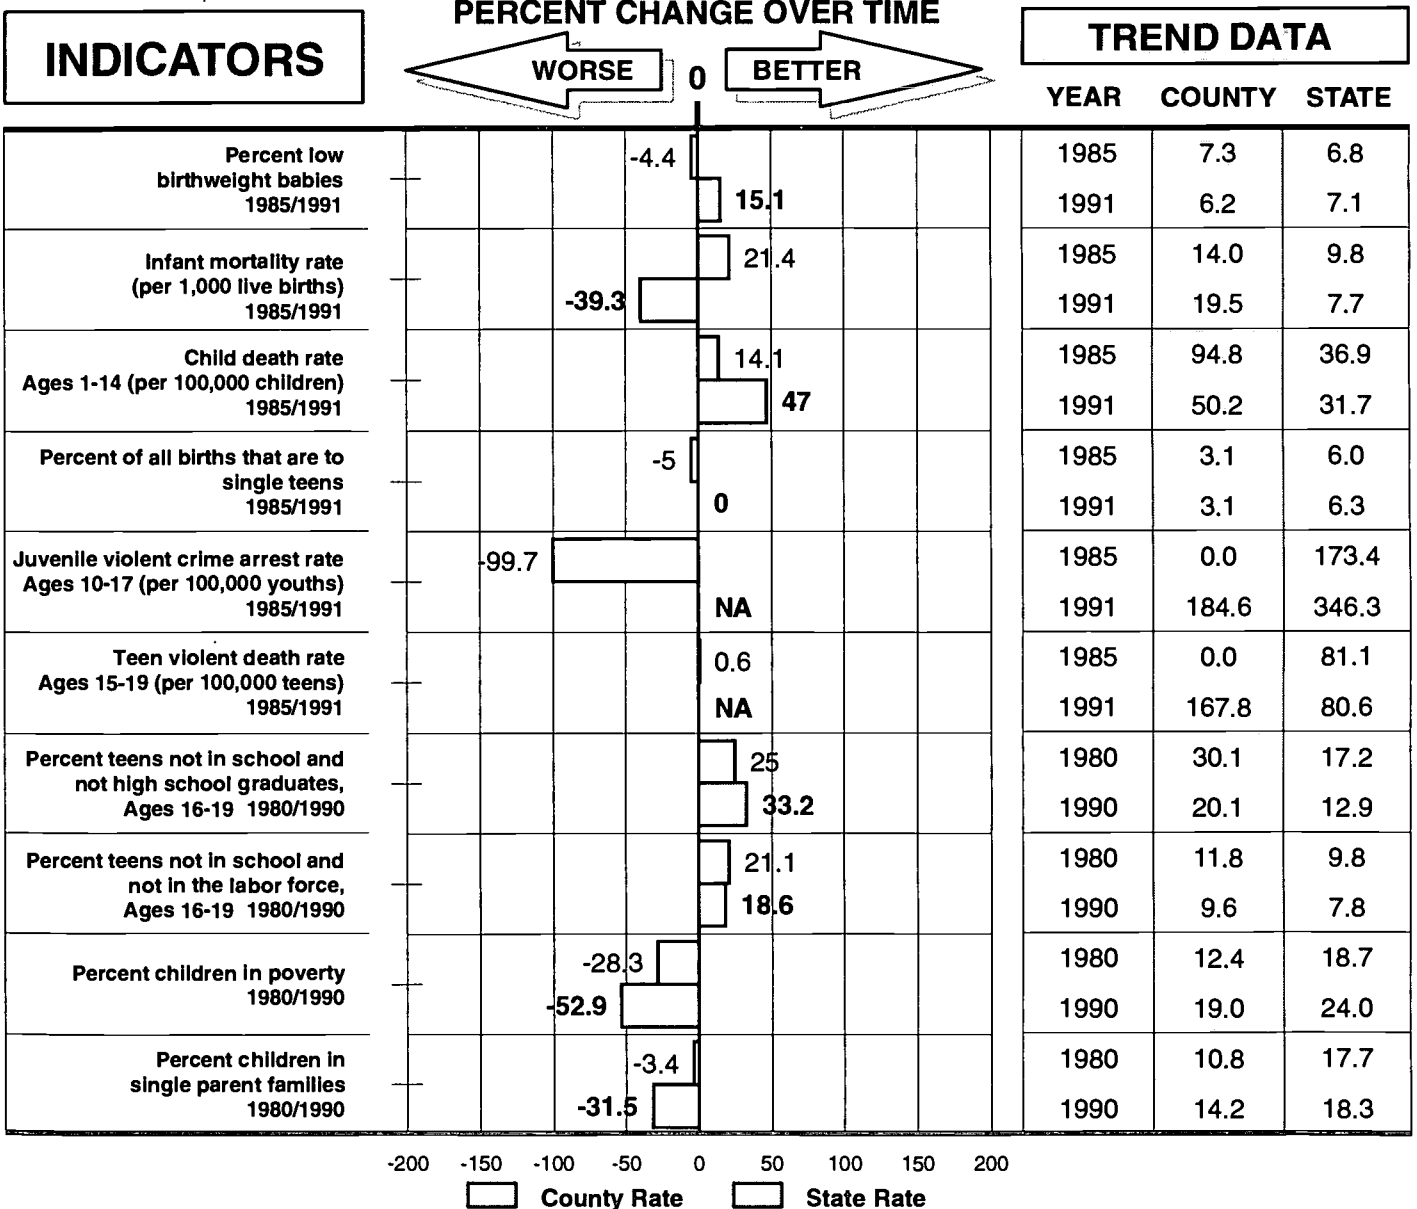 PERCENT CHANGE OVER TIME
INDICATORS
WORSE
0
BETTER
TREND DATA
YEAR COUNTY STATE
Percent low
birthweight babies
1985/1991
-4.4
15.1
1985 7.3 6.8
1991 6.2 7.1
Infant mortality rate
(per 1,000 live births)
1985/1991
21.4
-39.3
1985 14.0 9.8
1991 19.5 7.7
Child death rate
Ages 1-14 (per 100,000 children)
1985/1991
14.1
47
1985 94.8 36.9
1991 50.2 31.7
Percent of all births that are to
single teens
1985/1991
-5
0
1985 3.1 6.0
1991 3.1 6.3
Juvenile violent crime arrest rate
Ages 10-17 (per 100,000 youths)
1985/1991
-99.7
NA
1985 0.0 173.4
1991 184.6 346.3
Teen violent death rate
Ages 15-19 (per 100,000 teens)
1985/1991
0.6
NA
1985 0.0 81.1
1991 167.8 80.6
Percent teens not in school and
not high school graduates,
Ages 16-19 1980/1990
25
33.2
1980 30.1 17.2
1990 20.1 12.9
Percent teens not in school and
not in the labor force,
Ages 16-19 1980/1990
21.1
18.6
1980 11.8 9.8
1990 9.6 7.8
Percent children in poverty
1980/1990
-28.3
-52.9
1980 12.4 18.7
1990 19.0 24.0
Percent children in
single parent families
1980/1990
-3.4
-31.5
1980 10.8 17.7
1990 14.2 18.3
-200 -150 -100 -50 0 50 100 150 200
County Rate State Rate